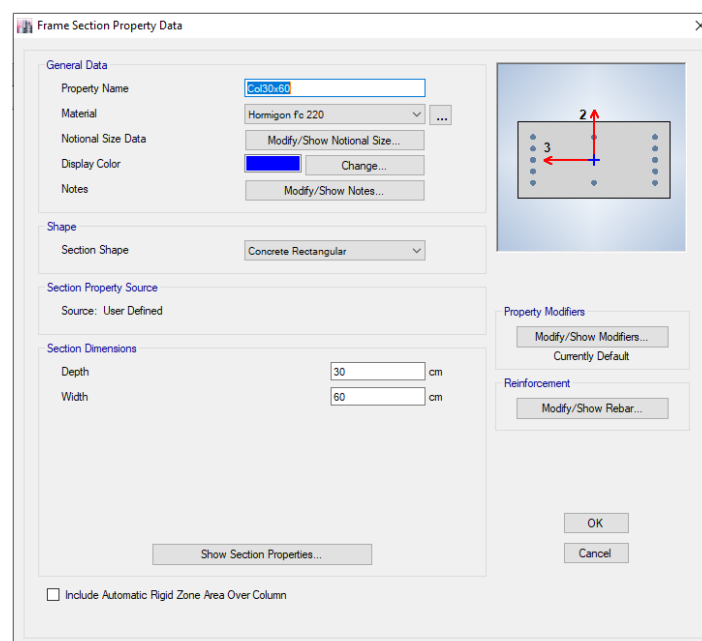 Frame Section Property Data
General Data
Property Name
Col30x60
Material
Hormigon f'c 220
...
Notional Size Data
Modify/Show Notional Size...
Display Color
Change...
Notes
Modify/Show Notes...
2
3
Shape
Section Shape
Concrete Rectangular
Section Property Source
Source: User Defined
Property Modifiers
Modify/Show Modifiers...
Currently Default
Section Dimensions
Depth
30
cm
Width
60
cm
Reinforcement
Modify/Show Rebar...
Show Section Properties...
OK
Cancel
Include Automatic Rigid Zone Area Over Column